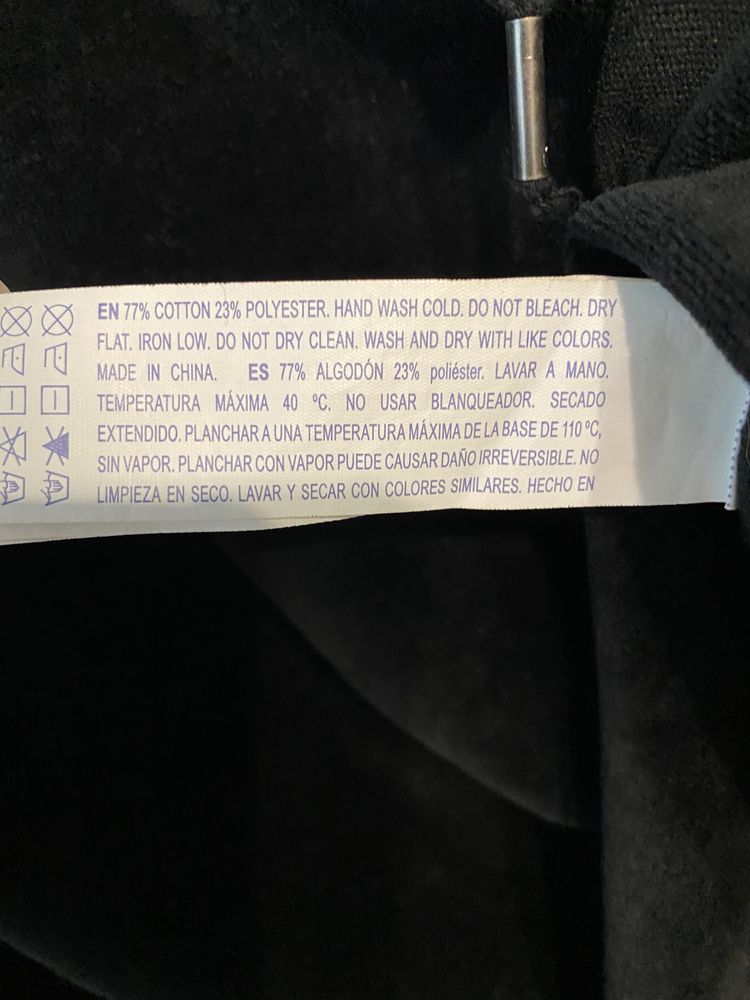 EN 77% COTTON 23% POLYESTER. HAND WASH COLD. DO NOT BLEACH. DRY
FLAT. IRON LOW. DO NOT DRY CLEAN. WASH AND DRY WITH LIKE COLORS.
MADE IN CHINA. ES 77% ALGODÓN 23% poliéster. LAVAR A MANO.
TEMPERATURA MÁXIMA 40 ºC. NO USAR BLANQUEADOR. SECADO
EXTENDIDO. PLANCHAR A UNA TEMPERATURA MÁXIMA DE LA BASE DE 110 ºC,
SIN VAPOR. PLANCHAR CON VAPOR PUEDE CAUSAR DAÑO IRREVERSIBLE. NO
LIMPIEZA EN SECO. LAVAR Y SECAR CON COLORES SIMILARES. HECHO EN